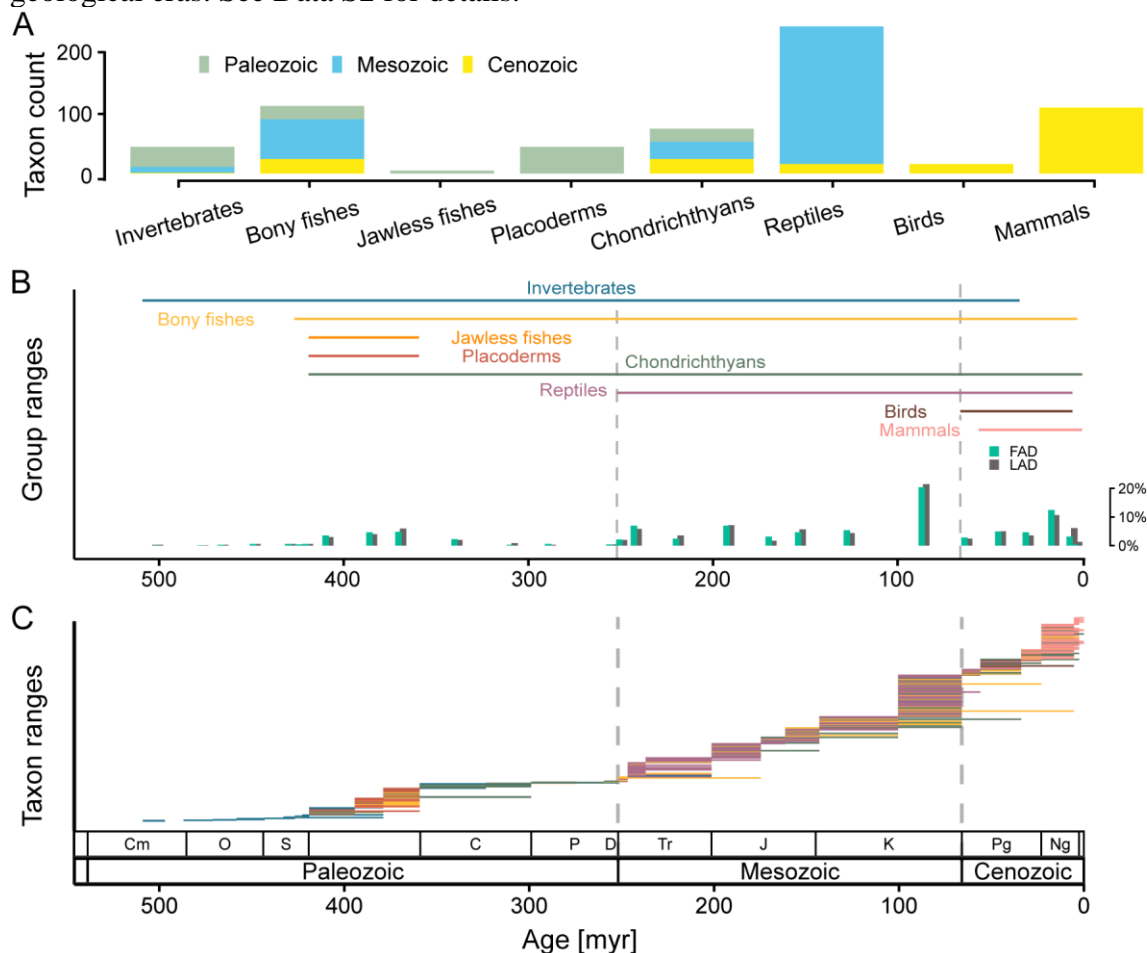 geological eras. See Data S2 for details.
A
200
100
0
Taxon count
Paleozoic Mesozoic Cenozoic
Invertebrates Bony fishes Jawless fishes Placoderms Chondrichthyans Reptiles Birds Mammals
B
Group ranges
Invertebrates
Bony fishes
Jawless fishes
Placoderms
Chondrichthyans
Reptiles
Birds
Mammals
FAD
LAD
20%
10%
0%
500 400 300 200 100 0
C
Taxon ranges
Cm O S C P D Tr J K Pg Ng
Paleozoic Mesozoic Cenozoic
500 400 300 200 100 0
Age [myr]